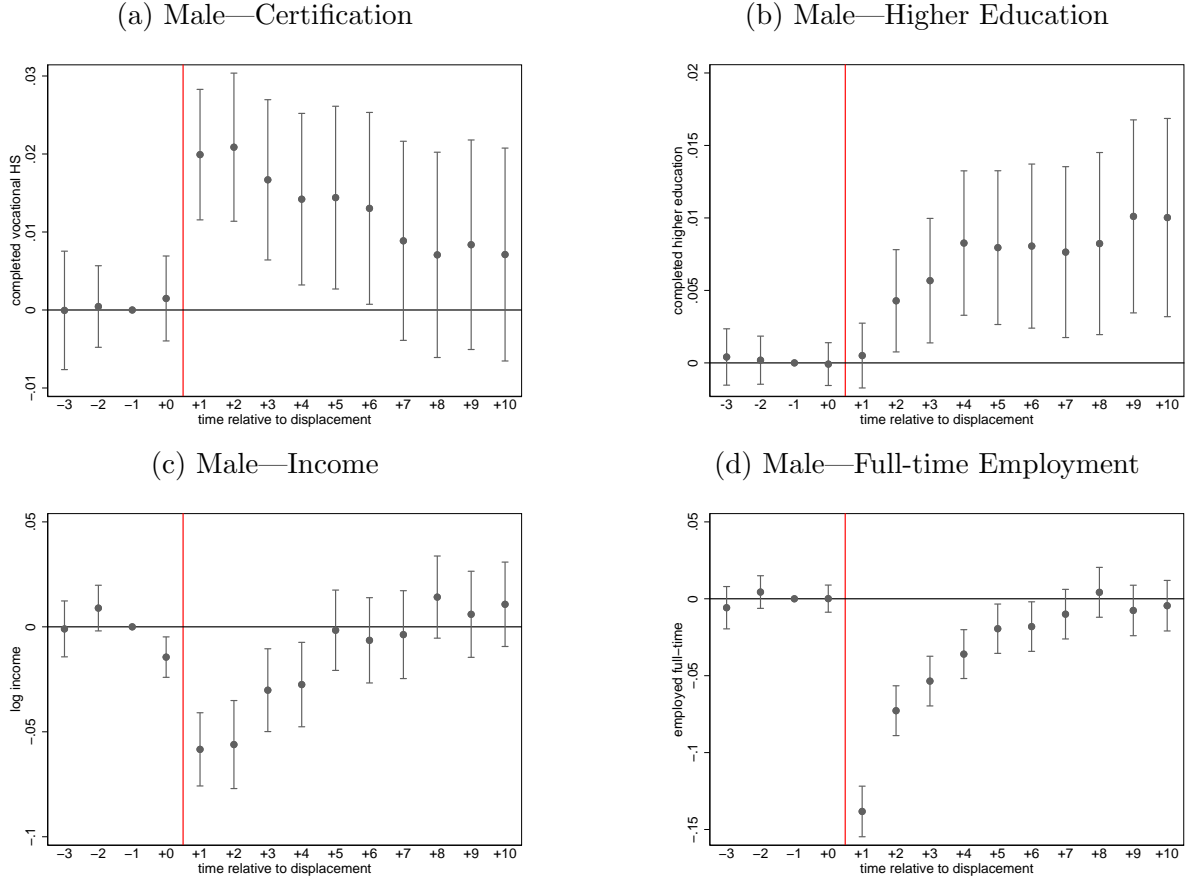 (a) Male—Certification
completed vocational HS
.03
.02
.01
0
−.01
−3 −2 −1 +0 +1 +2 +3 +4 +5 +6 +7 +8 +9 +10
time relative to displacement
(b) Male—Higher Education
completed higher education
.02
.015
.01
.005
0
-3 -2 -1 +0 +1 +2 +3 +4 +5 +6 +7 +8 +9 +10
time relative to displacement
(c) Male—Income
log income
.05
0
−.05
−.1
−3 −2 −1 +0 +1 +2 +3 +4 +5 +6 +7 +8 +9 +10
time relative to displacement
(d) Male—Full-time Employment
employed full−time
.05
0
−.05
−.1
−.15
−3 −2 −1 +0 +1 +2 +3 +4 +5 +6 +7 +8 +9 +10
time relative to displacement